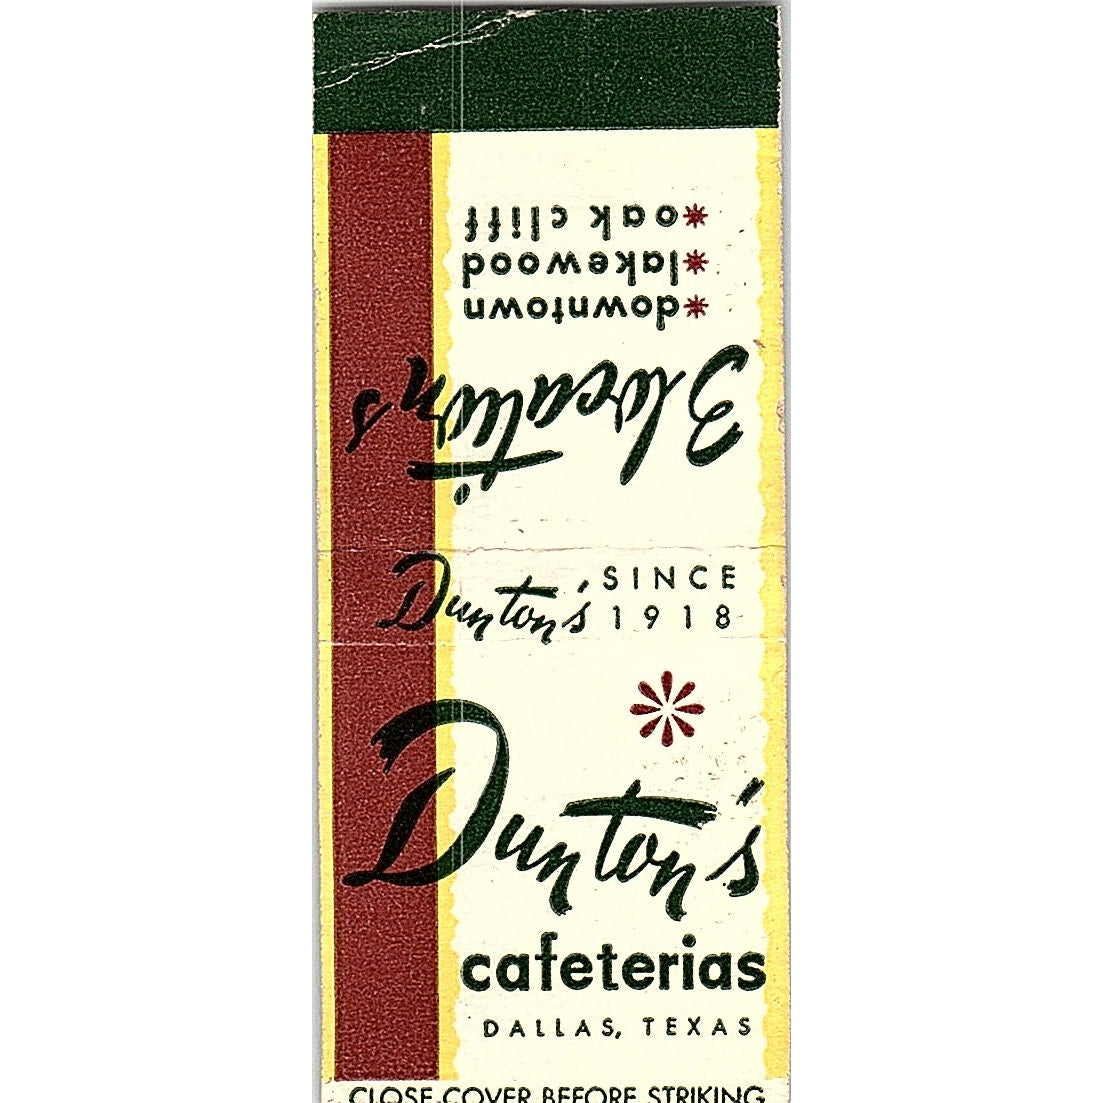 3 locations
*downtown
*lakewood
*oak cliff
Dunton's SINCE
1918
Dunton's
cafeterias
DALLAS, TEXAS
CLOSE COVER BEFORE STRIKING